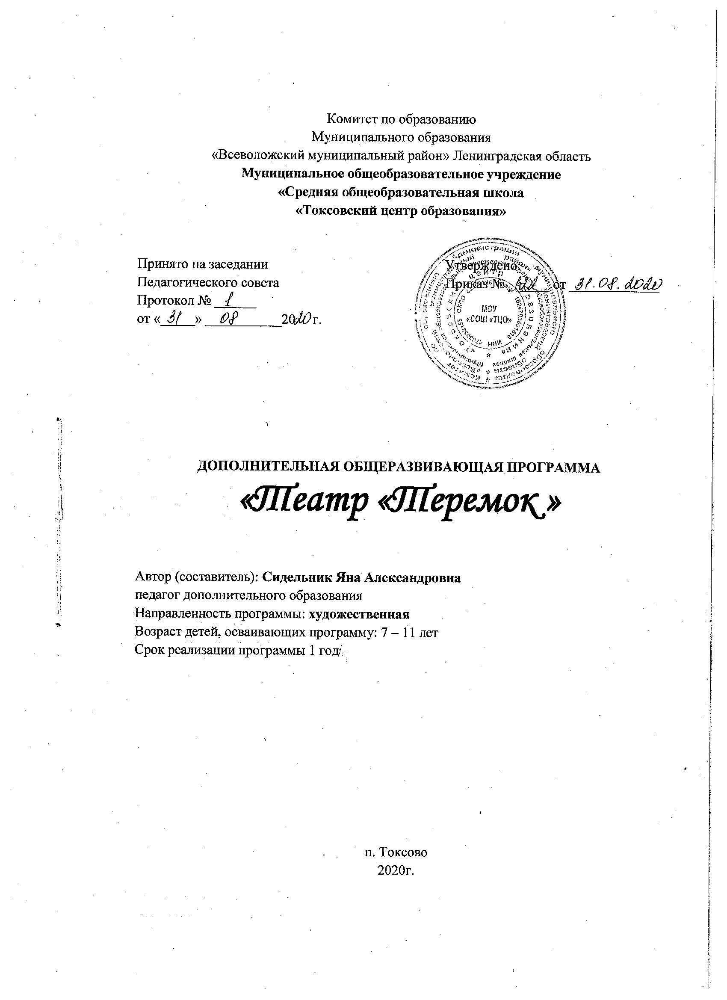 Комитет по образованию
Муниципального образования
«Всеволожский муниципальный район» Ленинградская область
Муниципальное общеобразовательное учреждение
«Средняя общеобразовательная школа
«Токсовский центр образования»
Принято на заседании
Педагогического совета
Протокол № 1
от « 31 » 08 2020 г.
Утверждено.
Приказ № 122 от 31.08.2020
МОУ
«СОШ «ТЦО»
ДОПОЛНИТЕЛЬНАЯ ОБЩЕРАЗВИВАЮЩАЯ ПРОГРАММА
«Театр «Теремок »
Автор (составитель): Сидельник Яна Александровна
педагог дополнительного образования
Направленность программы: художественная
Возраст детей, осваивающих программу: 7 – 11 лет
Срок реализации программы 1 год
п. Токсово
2020г.